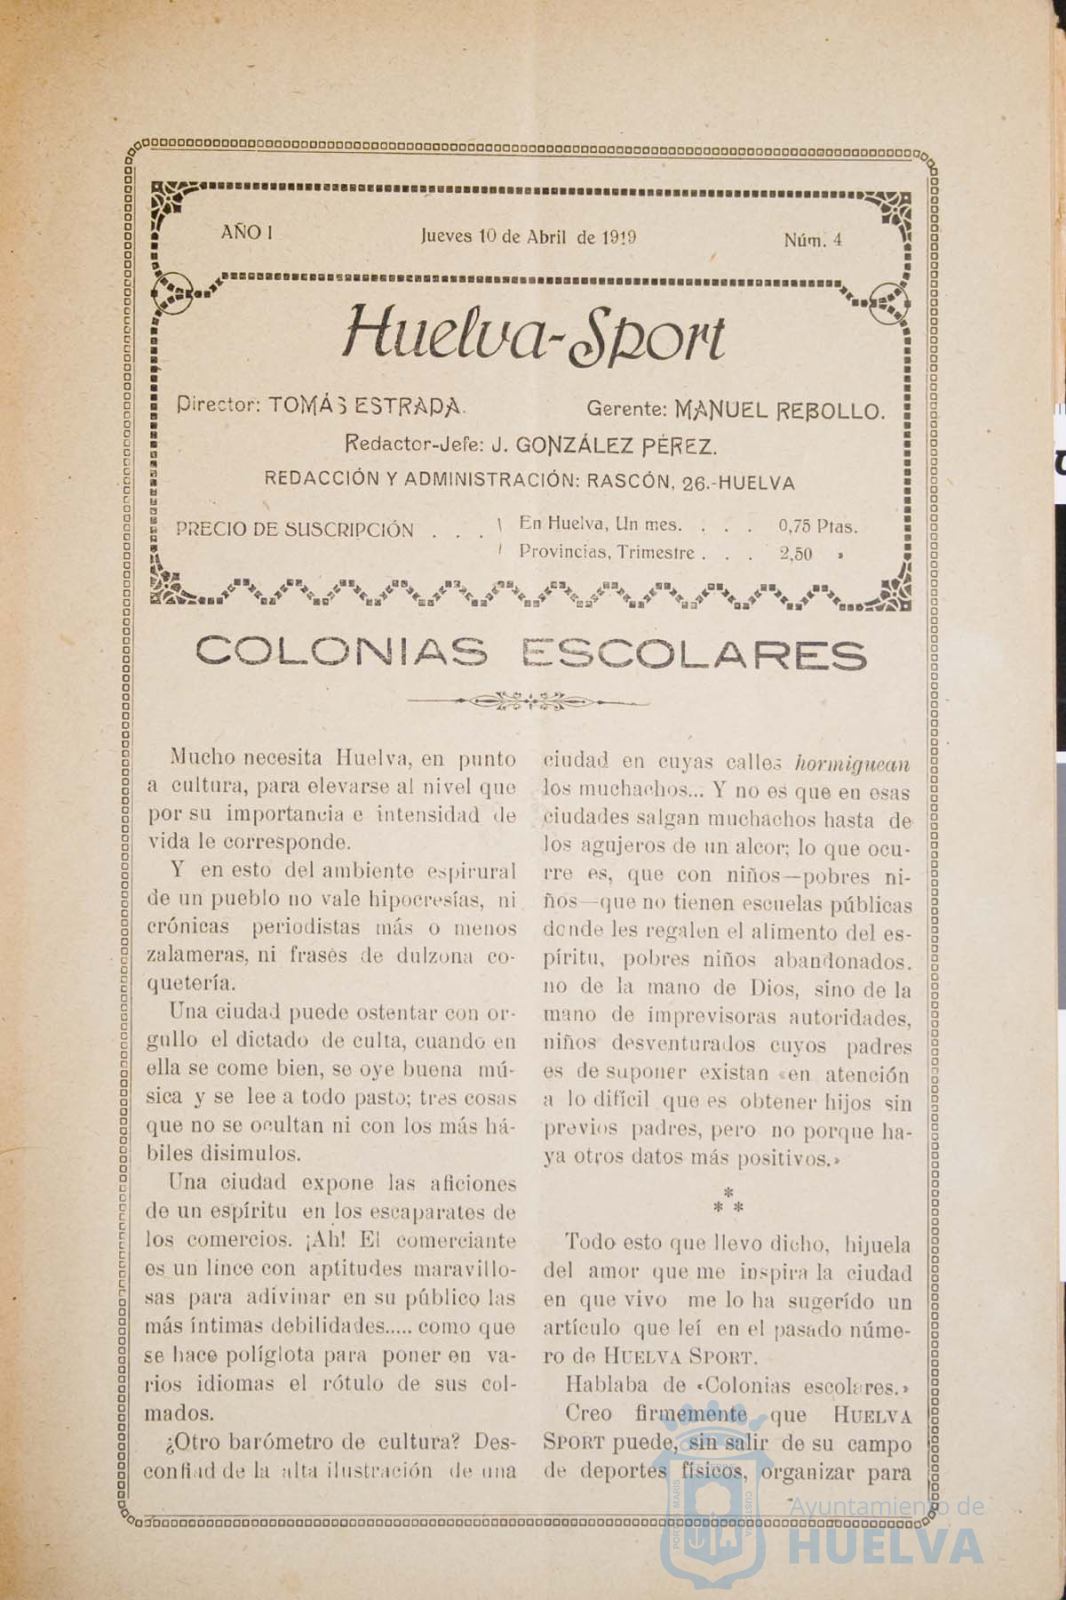 AÑO I
Jueves 10 de Abril de 1919
Núm. 4
Huelva-Sport
Director: TOMÁS ESTRADA.
Gerente: MANUEL REBOLLO.
Redactor-Jefe: J. GONZÁLEZ PÉREZ.
REDACCIÓN Y ADMINISTRACIÓN: RASCÓN, 26.-HUELVA
PRECIO DE SUSCRIPCIÓN . . .
En Huelva, Un mes. . . . 0,75 Ptas.
Provincias, Trimestre . . . 2,50 »
COLONIAS ESCOLARES
Mucho necesita Huelva, en punto
a cultura, para elevarse al nivel que
por su importancia e intensidad de
vida le corresponde.
Y en esto del ambiente espirural
de un pueblo no vale hipocresías, ni
crónicas periodistas más o menos
zalameras, ni frases de dulzona co-
quetería.
Una ciudad puede ostentar con or-
gullo el dictado de culta, cuando en
ella se come bien, se oye buena mú-
sica y se lee a todo pasto; tres cosas
que no se ocultan ni con los más há-
biles disimulos.
Una ciudad expone las aficiones
de un espíritu en los escaparates de
los comercios. ¡Ah! El comerciante
es un lince con aptitudes maravillo-
sas para adivinar en su público las
más íntimas debilidades..... como que
se hace políglota para poner en va-
rios idiomas el rótulo de sus col-
mados.
¿Otro barómetro de cultura? Des-
confiad de la alta ilustración de una
ciudad en cuyas calles hormiguean
los muchachos... Y no es que en esas
ciudades salgan muchachos hasta de
los agujeros de un alcor; lo que ocu-
rre es, que con niños—pobres ni-
ños—que no tienen escuelas públicas
donde les regalen el alimento del es-
píritu, pobres niños abandonados.
no de la mano de Dios, sino de la
mano de imprevisoras autoridades,
niños desventurados cuyos padres
es de suponer existan «en atención
a lo difícil que es obtener hijos sin
previos padres, pero no porque ha-
ya otros datos más positivos.»
*
* *
Todo esto que llevo dicho, hijuela
del amor que me inspira la ciudad
en que vivo me lo ha sugerído un
artículo que leí en el pasado núme-
ro de HUELVA SPORT.
Hablaba de «Colonias escolares.»
Creo firmemente que HUELVA
SPORT puede, sin salir de su campo
de deportes físicos, organizar para
PORTUS MARIS
CUSTODIA
Ayuntamiento de
HUELVA